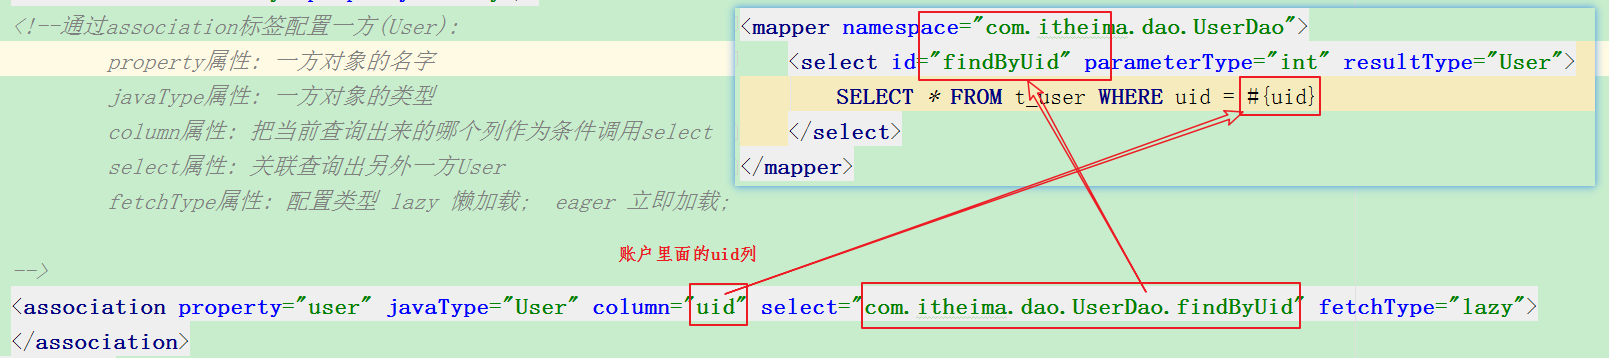 <!--通过association标签配置一方(User):
property属性: 一方对象的名字
javaType属性: 一方对象的类型
column属性: 把当前查询出来的哪个列作为条件调用select
select属性: 关联查询出另外一方User
fetchType属性: 配置类型 lazy 懒加载;  eager 立即加载;
-->
<mapper namespace="com.itheima.dao.UserDao">
<select id="findByUid" parameterType="int" resultType="User">
SELECT * FROM t_user WHERE uid = #{uid}
</select>
</mapper>
账户里面的uid列
<association property="user" javaType="User" column="uid" select="com.itheima.dao.UserDao.findByUid" fetchType="lazy">
</association>